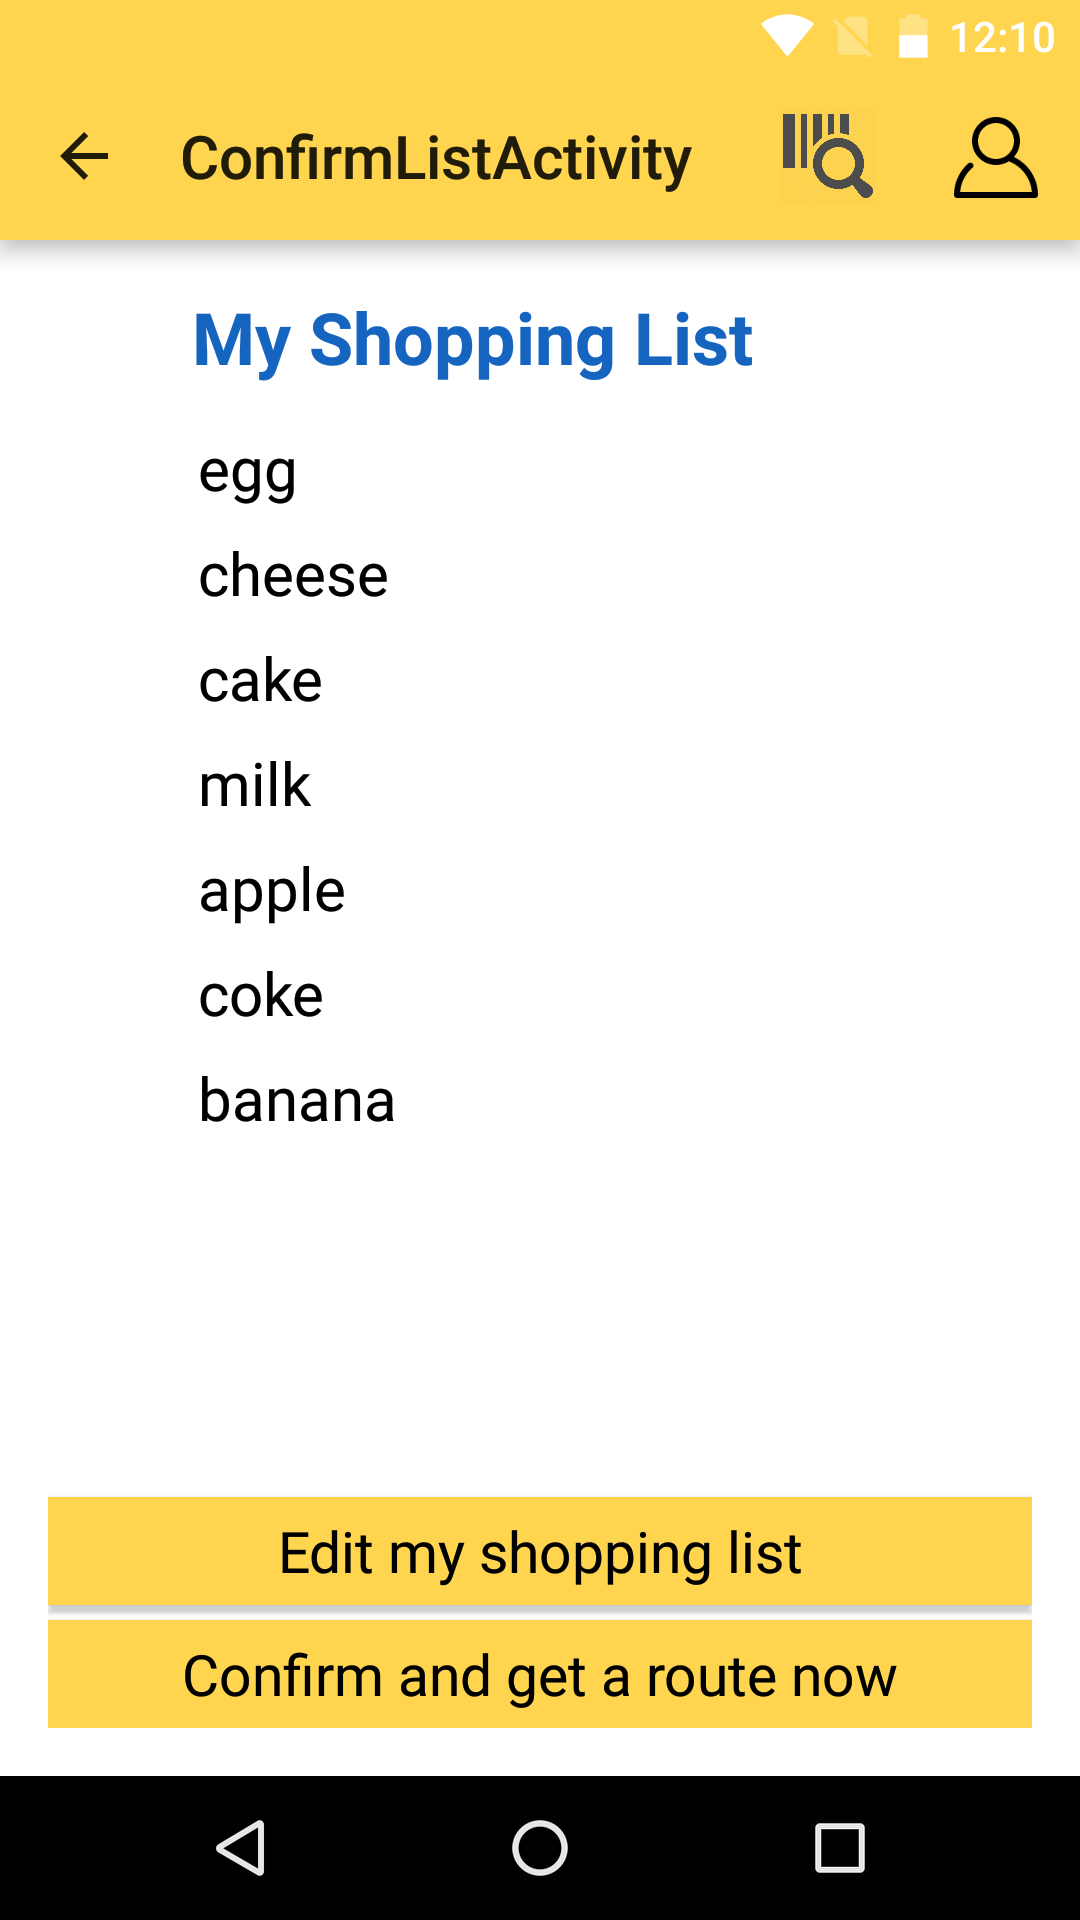 12:10
ConfirmListActivity
My Shopping List
egg
cheese
cake
milk
apple
coke
banana
Edit my shopping list
Confirm and get a route now